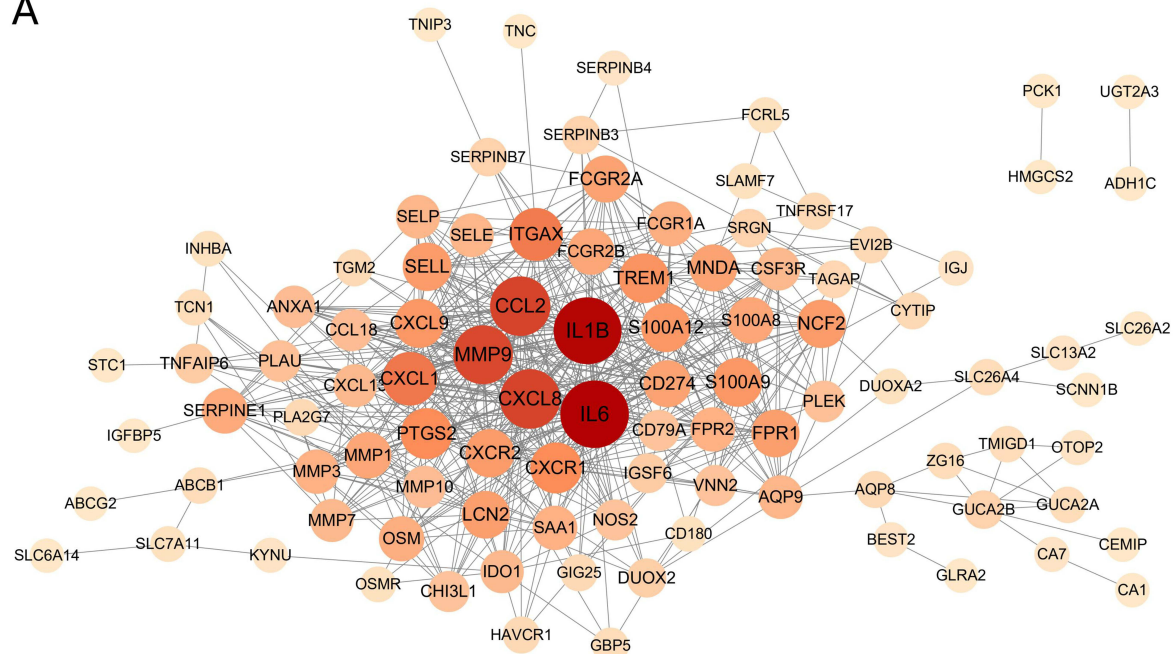 A
TNIP3
TNC
SERPINB4
PCK1
UGT2A3
FCRL5
SERPINB3
SERPINB7
FCGR2A
SLAMF7
HMGCS2
ADH1C
SELP
ITGAX
FCGR1A
TNFRSF17
SELE
SRGN
INHBA
FCGR2B
EVI2B
TGM2
SELL
TREM1
MNDA
CSF3R
TAGAP
IGJ
TCN1
ANXA1
CCL2
CYTIP
CCL18
CXCL9
IL1B
S100A12
S100A8
NCF2
SLC26A2
STC1
TNFAIP6
PLAU
MMP9
SLC13A2
CXCL1
CXCL13
CD274
S100A9
DUOXA2
SLC26A4
SCNN1B
SERPINE1
PLA2G7
CXCL8
IL6
PLEK
IGFBP5
PTGS2
CD79A
FPR2
FPR1
TMIGD1
OTOP2
MMP1
CXCR2
ZG16
MMP3
CXCR1
IGSF6
ABCB1
MMP10
VNN2
AQP9
AQP8
ABCG2
GUCA2B
GUCA2A
MMP7
LCN2
SAA1
NOS2
CD180
OSM
BEST2
CEMIP
SLC6A14
SLC7A11
KYNU
CA7
IDO1
GIG25
DUOX2
GLRA2
OSMR
CHI3L1
CA1
HAVCR1
GBP5